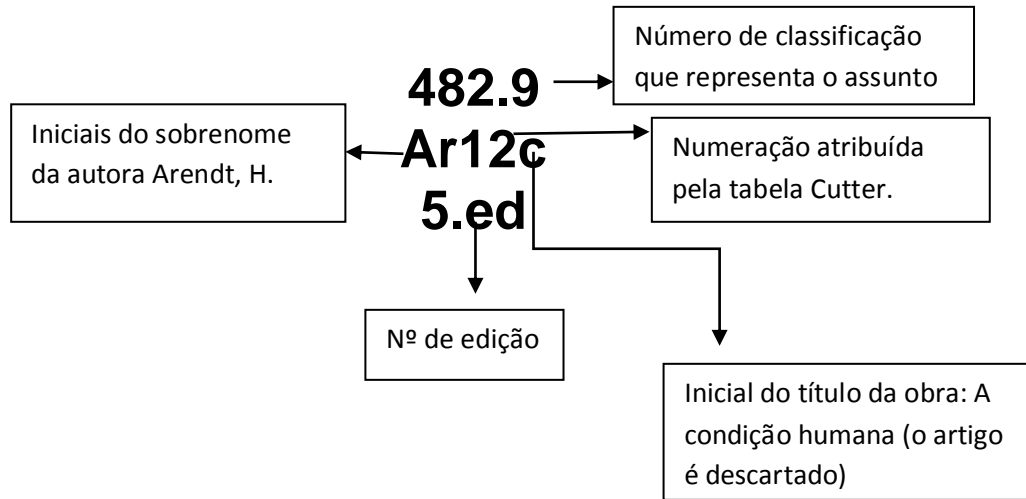 Número de classificação
que representa o assunto
482.9
Iniciais do sobrenome
da autora Arendt, H.
Ar12c
Numeração atribuída
pela tabela Cutter.
5.ed
Nº de edição
Inicial do título da obra: A
condição humana (o artigo
é descartado)